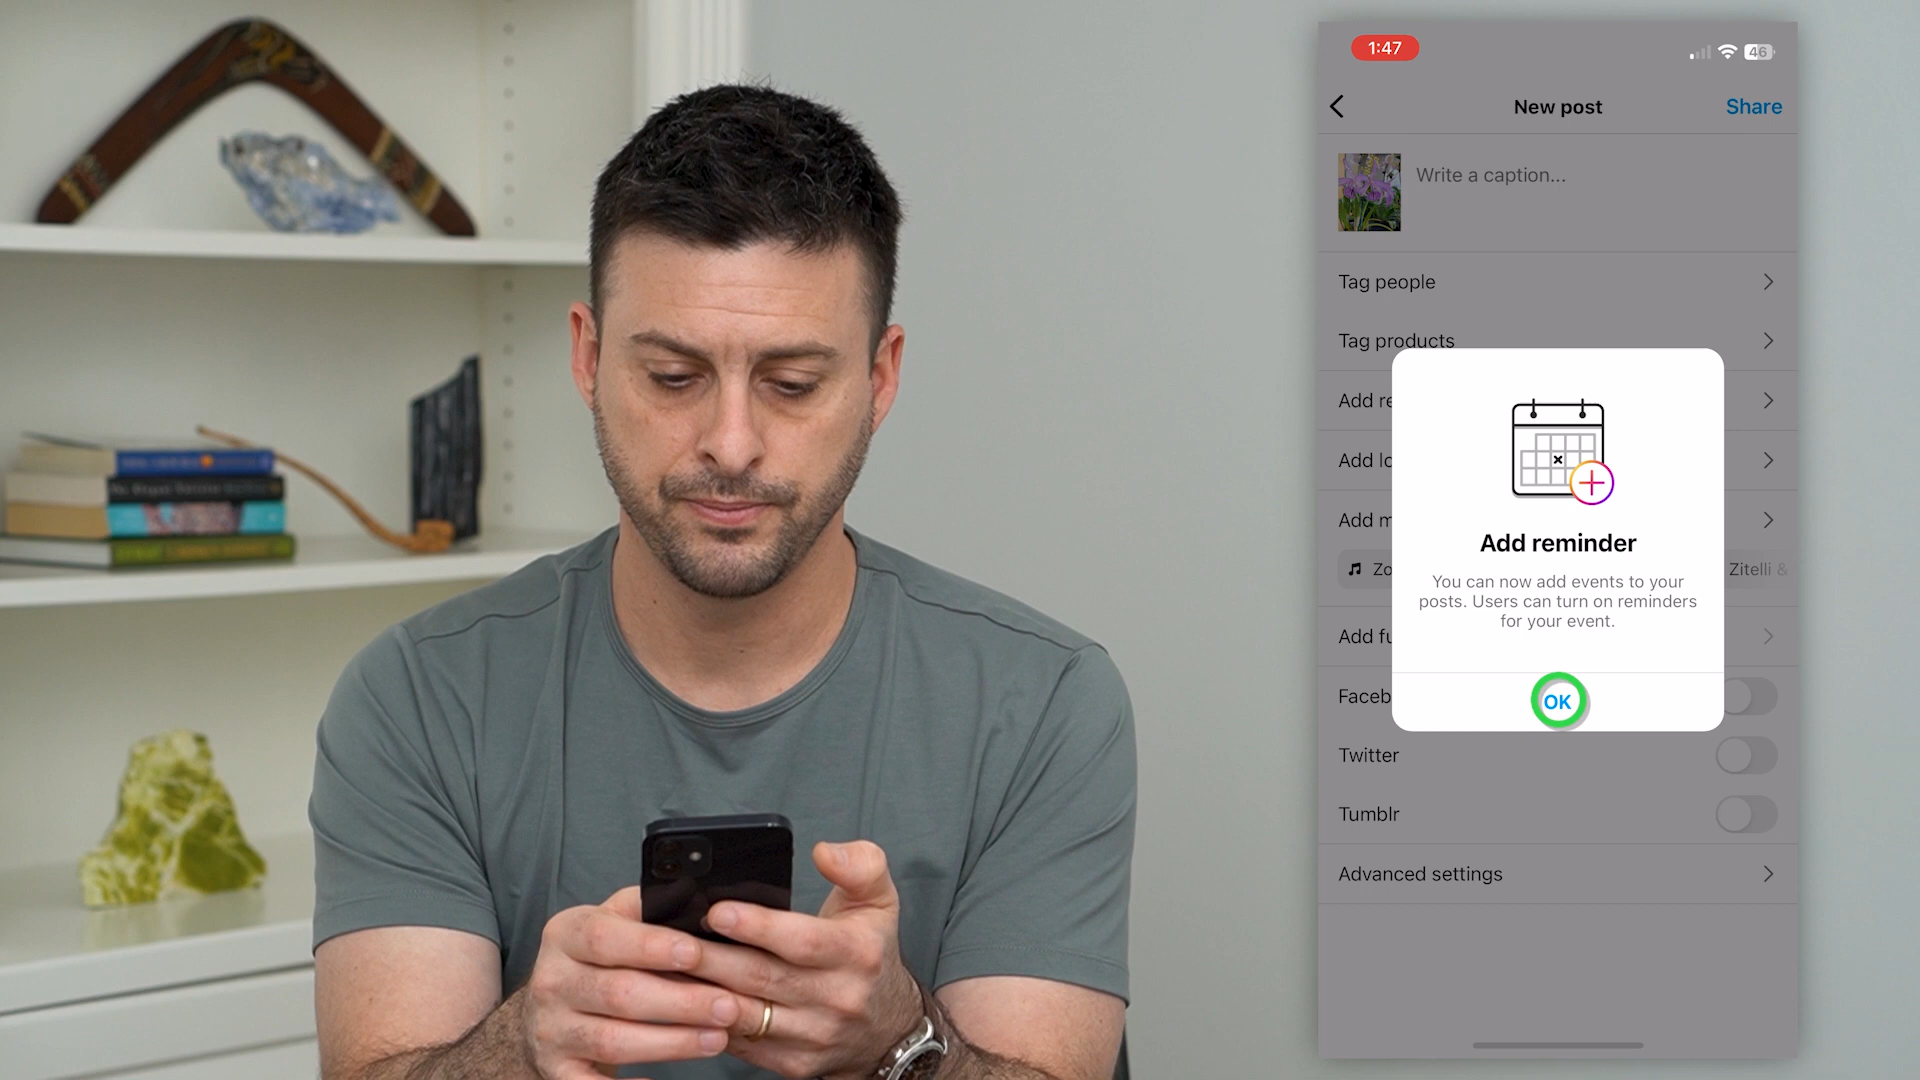 1:47
46
New post
Share
Write a caption...
Tag people
Tag products
Add re
Add lo
Add m
Zo
Zitelli &
Add fu
Add reminder
You can now add events to your
posts. Users can turn on reminders
for your event.
Faceb
OK
Twitter
Tumblr
Advanced settings